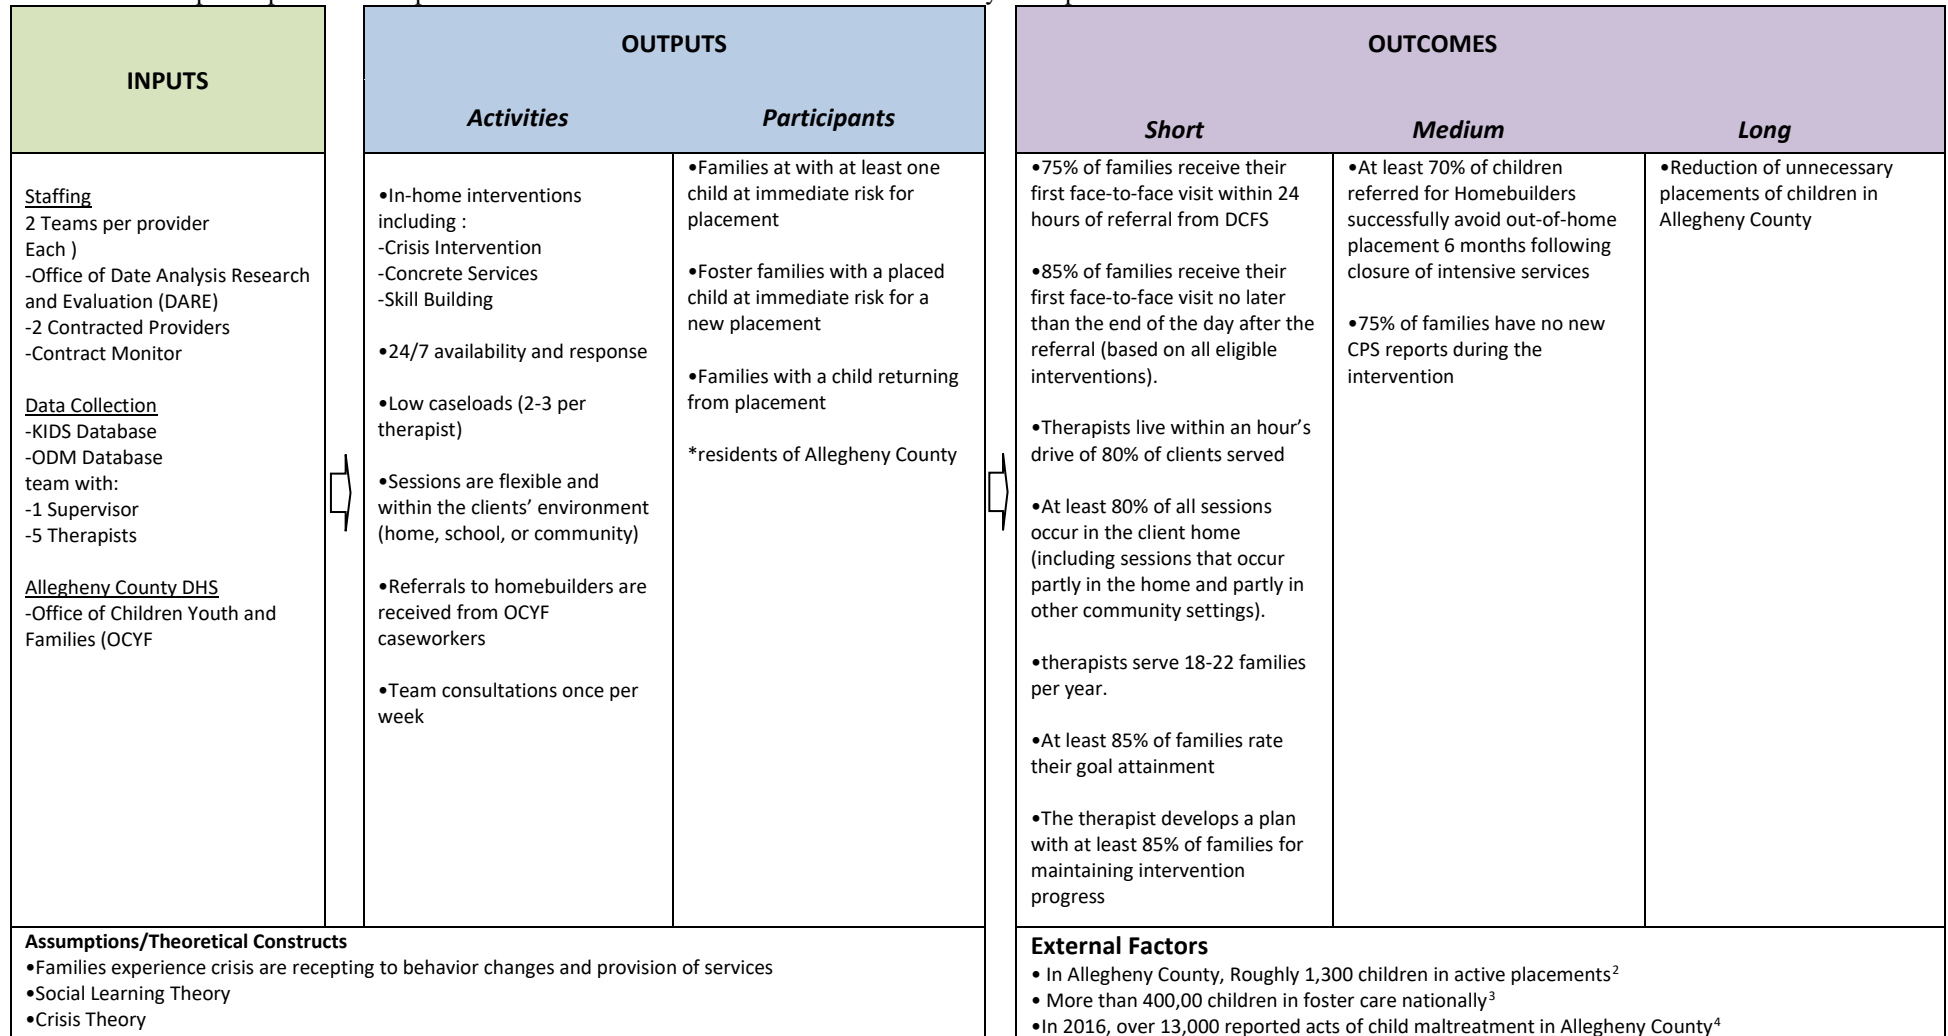 INPUTS
Staffing
2 Teams per provider
Each )
-Office of Date Analysis Research
and Evaluation (DARE)
-2 Contracted Providers
-Contract Monitor
Data Collection
-KIDS Database
-ODM Database
team with:
-1 Supervisor
-5 Therapists
Allegheny County DHS
-Office of Children Youth and
Families (OCYF
OUTPUTS
Activities
•In-home interventions
including :
-Crisis Intervention
-Concrete Services
-Skill Building
•24/7 availability and response
•Low caseloads (2-3 per
therapist)
•Sessions are flexible and
within the clients’ environment
(home, school, or community)
•Referrals to homebuilders are
received from OCYF
caseworkers
•Team consultations once per
week
Participants
•Families at with at least one
child at immediate risk for
placement
•Foster families with a placed
child at immediate risk for a
new placement
•Families with a child returning
from placement
*residents of Allegheny County
OUTCOMES
Short
•75% of families receive their
first face-to-face visit within 24
hours of referral from DCFS
•85% of families receive their
first face-to-face visit no later
than the end of the day after the
referral (based on all eligible
interventions).
•Therapists live within an hour’s
drive of 80% of clients served
•At least 80% of all sessions
occur in the client home
(including sessions that occur
partly in the home and partly in
other community settings).
•therapists serve 18-22 families
per year.
•At least 85% of families rate
their goal attainment
•The therapist develops a plan
with at least 85% of families for
maintaining intervention
progress
Medium
•At least 70% of children
referred for Homebuilders
successfully avoid out-of-home
placement 6 months following
closure of intensive services
•75% of families have no new
CPS reports during the
intervention
Long
•Reduction of unnecessary
placements of children in
Allegheny County
Assumptions/Theoretical Constructs
•Families experience crisis are recepting to behavior changes and provision of services
•Social Learning Theory
•Crisis Theory
External Factors
• In Allegheny County, Roughly 1,300 children in active placements2
• More than 400,00 children in foster care nationally3
•In 2016, over 13,000 reported acts of child maltreatment in Allegheny County4